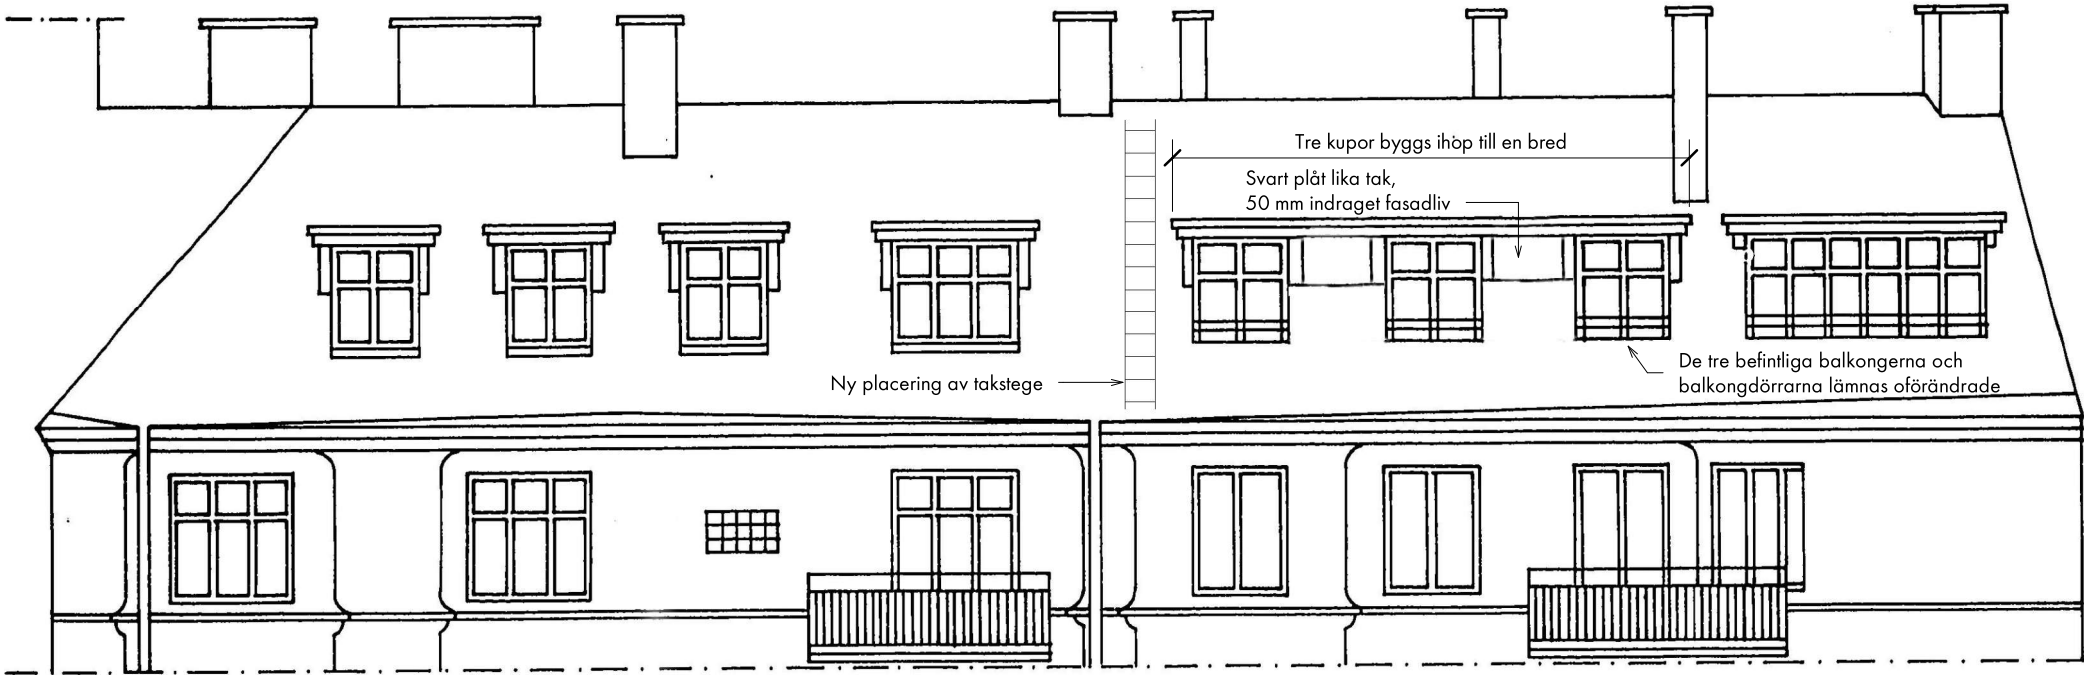 Tre kupor byggs ihop till en bred
Svart plåt lika tak,
50 mm indraget fasadliv
Ny placering av takstege
De tre befintliga balkongerna och
balkongdörrarna lämnas oförändrade